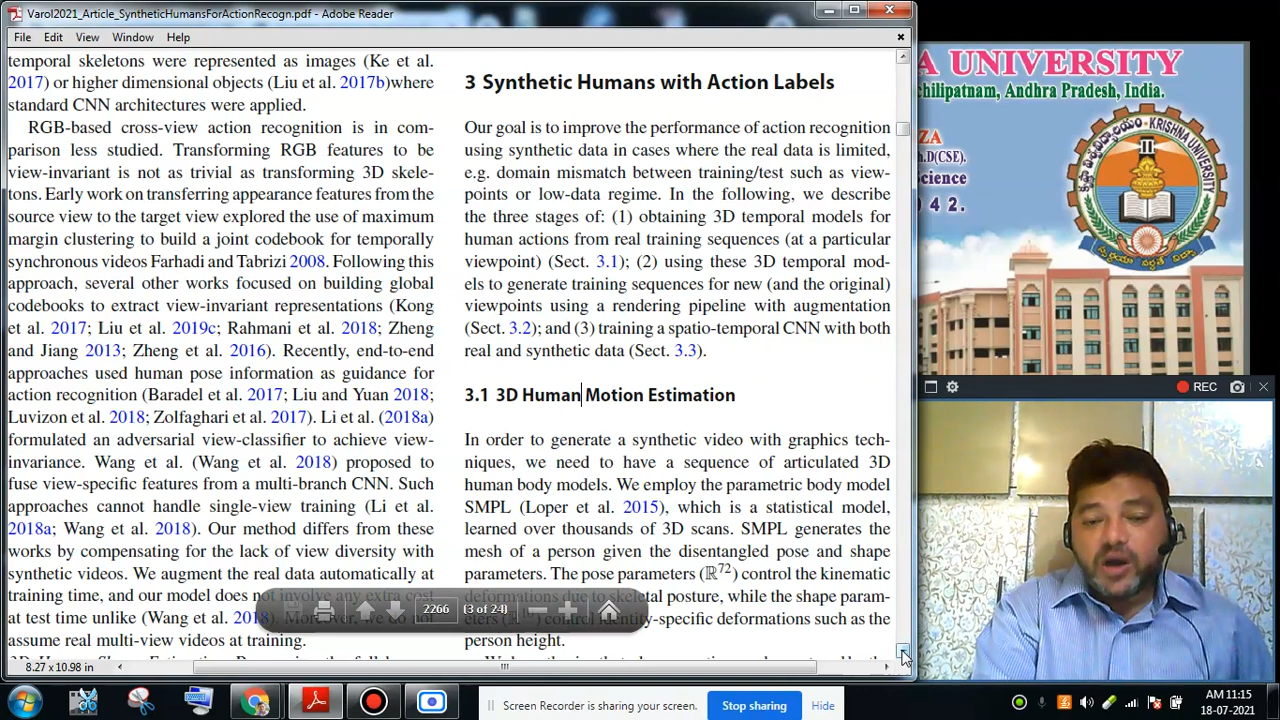 Varol2021_Article_SyntheticHumansForActionRecogn.pdf - Adobe Reader
File Edit View Window Help
temporal skeletons were represented as images (Ke et al.
2017) or higher dimensional objects (Liu et al. 2017b)where
standard CNN architectures were applied.
RGB-based cross-view action recognition is in com-
parison less studied. Transforming RGB features to be
view-invariant is not as trivial as transforming 3D skele-
tons. Early work on transferring appearance features from the
source view to the target view explored the use of maximum
margin clustering to build a joint codebook for temporally
synchronous videos Farhadi and Tabrizi 2008. Following this
approach, several other works focused on building global
codebooks to extract view-invariant representations (Kong
et al. 2017; Liu et al. 2019c; Rahmani et al. 2018; Zheng
and Jiang 2013; Zheng et al. 2016). Recently, end-to-end
approaches used human pose information as guidance for
action recognition (Baradel et al. 2017; Liu and Yuan 2018;
Luvizon et al. 2018; Zolfaghari et al. 2017). Li et al. (2018a)
formulated an adversarial view-classifier to achieve view-
invariance. Wang et al. (Wang et al. 2018) proposed to
fuse view-specific features from a multi-branch CNN. Such
approaches cannot handle single-view training (Li et al.
2018a; Wang et al. 2018). Our method differs from these
works by compensating for the lack of view diversity with
synthetic videos. We augment the real data automatically at
training time, and our model does not involve any extra cost
at test time unlike (Wang et al. 2018). Moreover, we do not
assume real multi-view videos at training.
3 Synthetic Humans with Action Labels
Our goal is to improve the performance of action recognition
using synthetic data in cases where the real data is limited,
e.g. domain mismatch between training/test such as view-
points or low-data regime. In the following, we describe
the three stages of: (1) obtaining 3D temporal models for
human actions from real training sequences (at a particular
viewpoint) (Sect. 3.1); (2) using these 3D temporal mod-
els to generate training sequences for new (and the original)
viewpoints using a rendering pipeline with augmentation
(Sect. 3.2); and (3) training a spatio-temporal CNN with both
real and synthetic data (Sect. 3.3).
3.1 3D Human Motion Estimation
In order to generate a synthetic video with graphics tech-
niques, we need to have a sequence of articulated 3D
human body models. We employ the parametric body model
SMPL (Loper et al. 2015), which is a statistical model,
learned over thousands of 3D scans. SMPL generates the
mesh of a person given the disentangled pose and shape
parameters. The pose parameters (ℝ⁷²) control the kinematic
deformations due to skeletal posture, while the shape param-
eters control identity-specific deformations such as the
person height.
2266 (3 of 24)
8.27 x 10.98 in
A UNIVERSITY
chilipatnam, Andhra Pradesh, India.
ZA
h.D(CSE).
Science
0 4 2.
KRISHNA
REC
Screen Recorder is sharing your screen. Stop sharing Hide
AM 11:15
18-07-2021